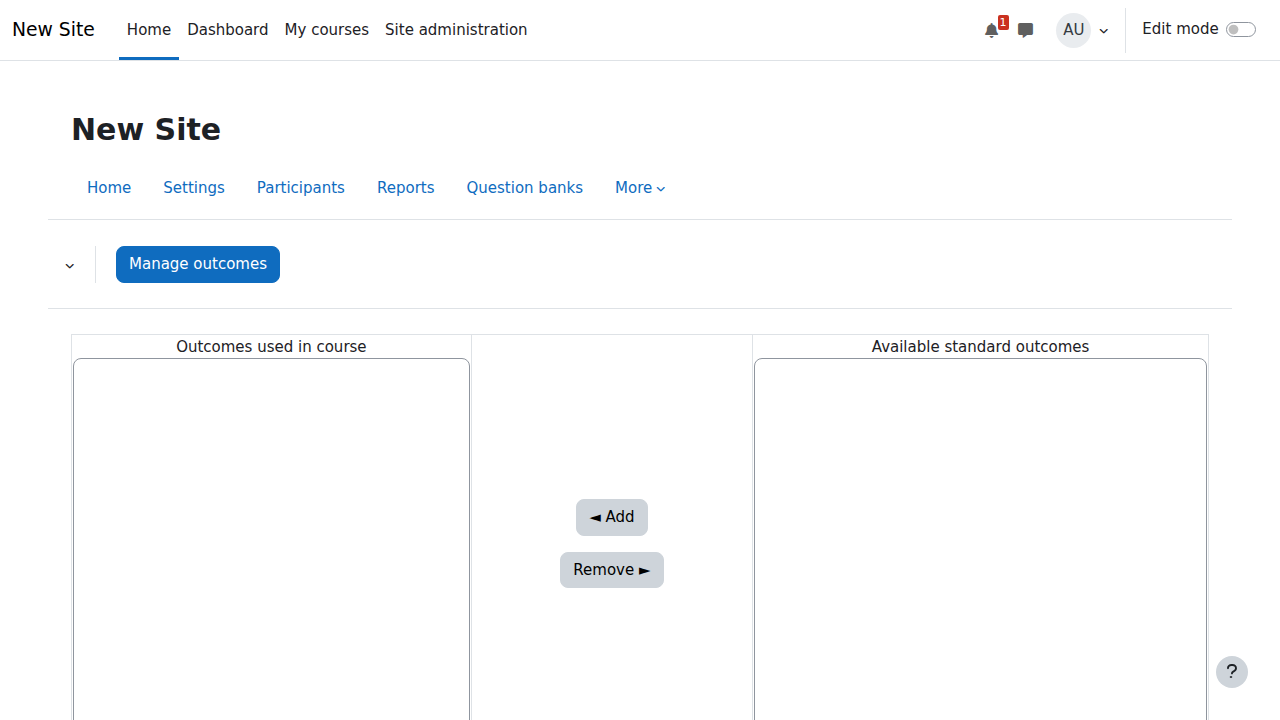 New Site Home Dashboard My courses Site administration 1 AU Edit mode
New Site
Home Settings Participants Reports Question banks More
Manage outcomes
Outcomes used in course Available standard outcomes
◄ Add
Remove ►
?